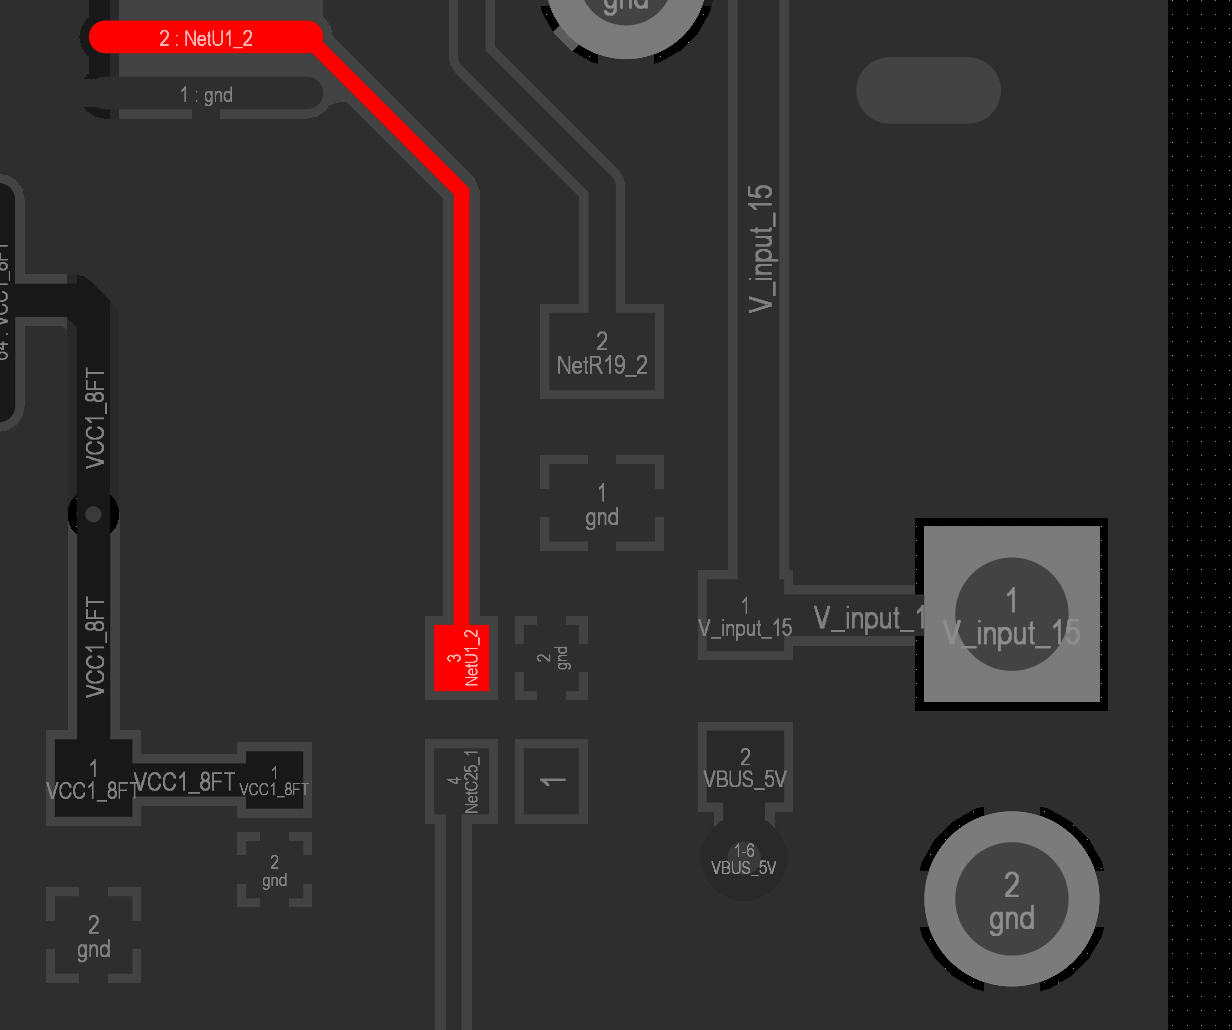 gnd
2 : NetU1_2
1 : gnd
V_input_15
2
NetR19_2
VCC1_8FT
1
gnd
1
V_input_15
V_input_1
1
V_input_15
3
NetU1_2
2
gnd
VCC1_8FT
1
VCC1_8FT
VCC1_8FT
1
VCC1_8FT
4
NetC25_1
1
2
VBUS_5V
1-6
VBUS_5V
2
gnd
2
gnd
2
gnd